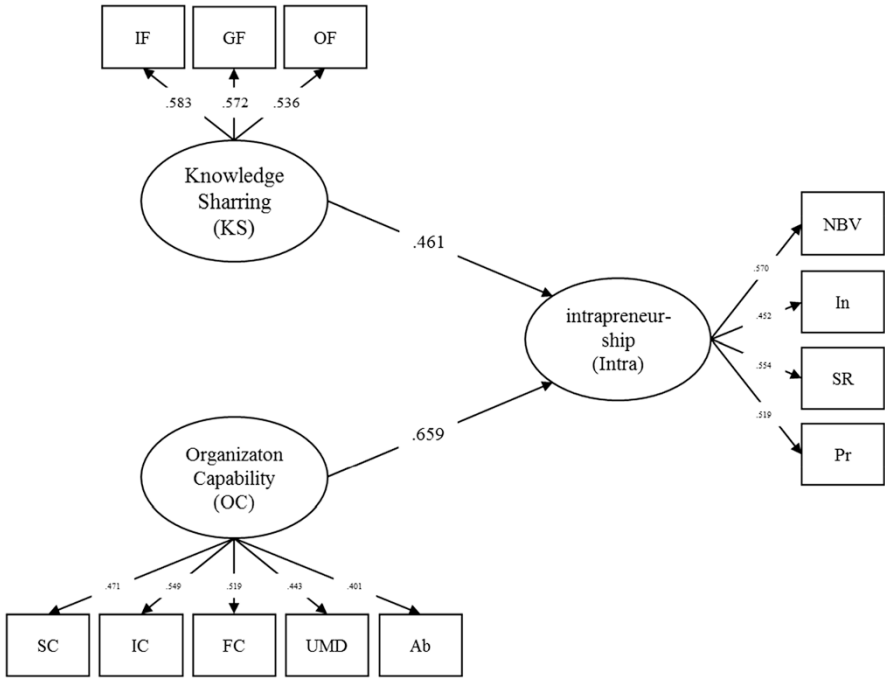 IF
GF
OF
.583
.572
.536
Knowledge
Sharring
(KS)
.461
NBV
In
SR
Pr
.570
.452
.554
.519
intrapreneur-
ship
(Intra)
.659
Organizaton
Capability
(OC)
.471
.549
.519
.443
.401
SC
IC
FC
UMD
Ab